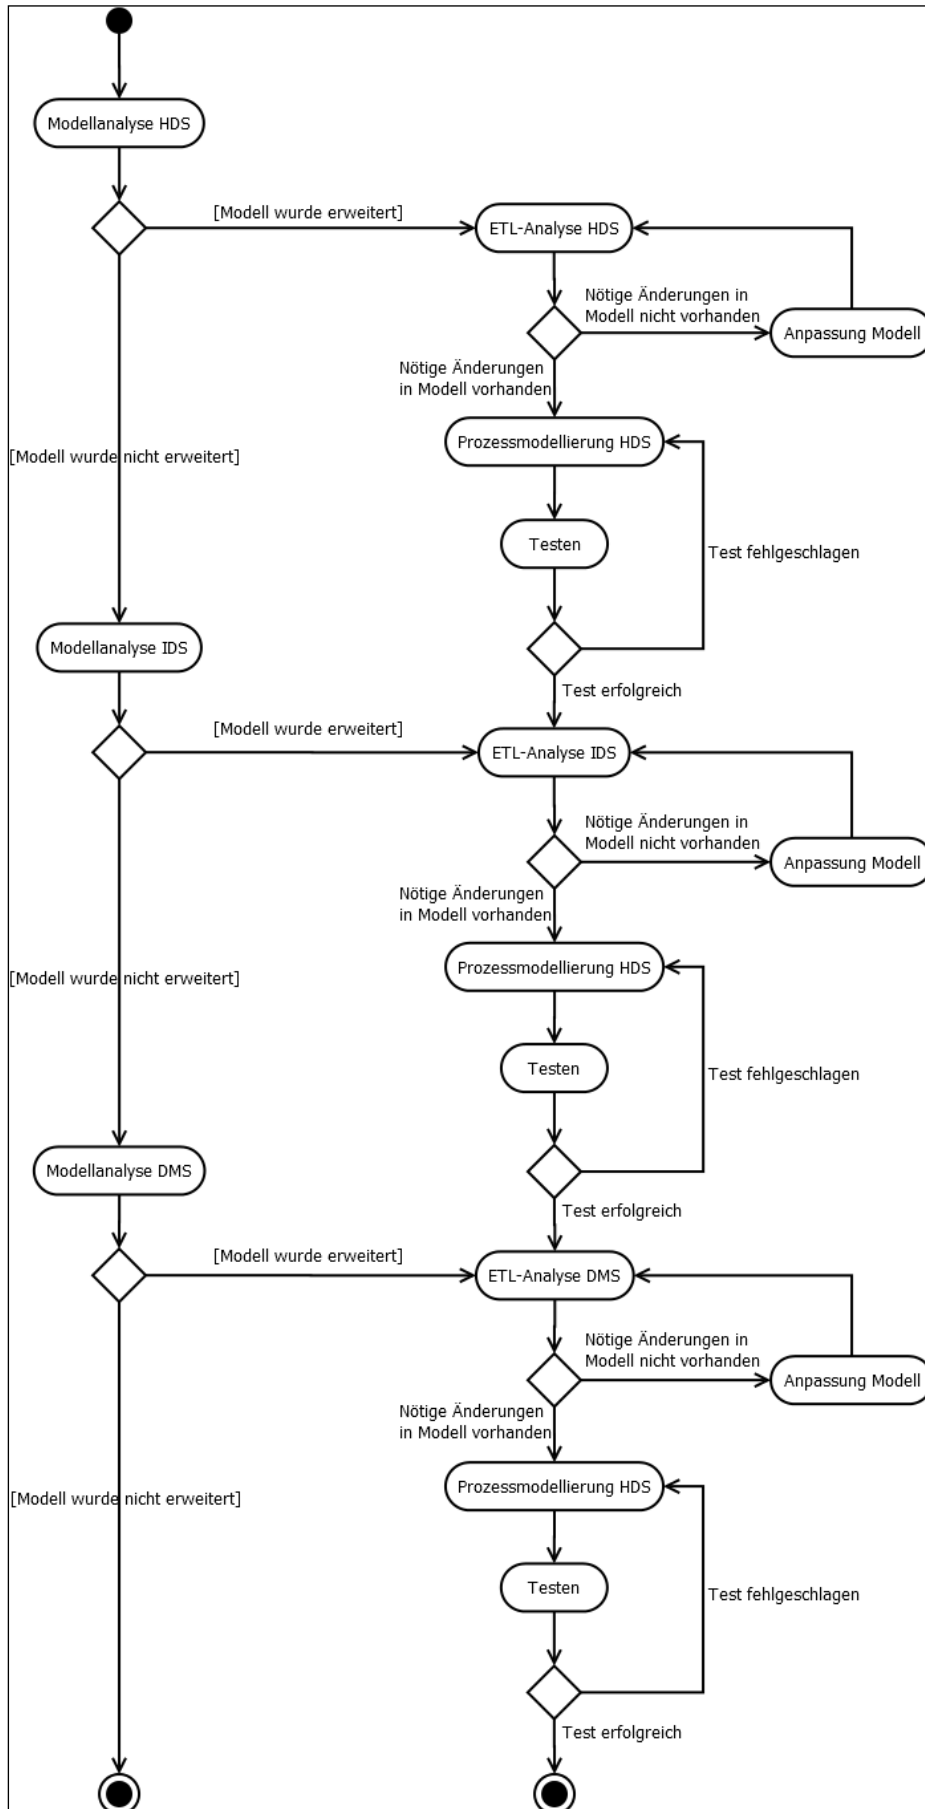 Modellanalyse HDS
[Modell wurde erweitert]
ETL-Analyse HDS
Nötige Änderungen in
Modell nicht vorhanden
Anpassung Modell
Nötige Änderungen
in Modell vorhanden
Prozessmodellierung HDS
[Modell wurde nicht erweitert]
Testen
Test fehlgeschlagen
Modellanalyse IDS
Test erfolgreich
[Modell wurde erweitert]
ETL-Analyse IDS
Nötige Änderungen in
Modell nicht vorhanden
Anpassung Modell
Nötige Änderungen
in Modell vorhanden
Prozessmodellierung HDS
[Modell wurde nicht erweitert]
Testen
Test fehlgeschlagen
Modellanalyse DMS
Test erfolgreich
[Modell wurde erweitert]
ETL-Analyse DMS
Nötige Änderungen in
Modell nicht vorhanden
Anpassung Modell
Nötige Änderungen
in Modell vorhanden
Prozessmodellierung HDS
[Modell wurde nicht erweitert]
Testen
Test fehlgeschlagen
Test erfolgreich